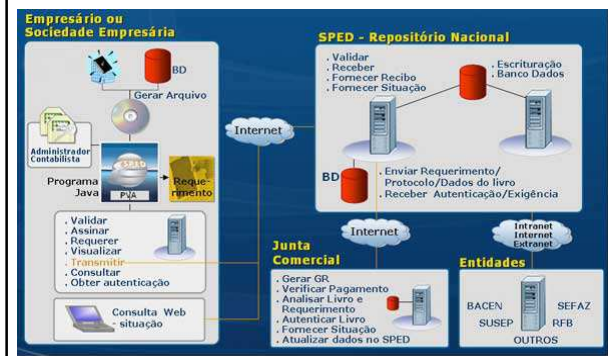 Empresário ou
Sociedade Empresária
BD
Gerar Arquivo
Administrador
Contabilista
SPED
Programa
Java
PVA
Reque-
rimento
. Validar
. Assinar
. Requerer
. Visualizar
. Transmitir
. Consultar
. Obter autenticação
Consulta Web
- situação
Internet
SPED - Repositório Nacional
. Validar
. Receber
. Fornecer Recibo
. Fornecer Situação
. Escrituração
. Banco Dados
BD
. Enviar Requerimento/
Protocolo/Dados do livro
. Receber Autenticação/Exigência
Internet
Junta
Comercial
. Gerar GR
. Verificar Pagamento
. Analisar Livro e
Requerimento
. Autenticar Livro
. Fornecer Situação
. Atualizar dados no SPED
Intranet
Internet
Extranet
Entidades
BACEN
SEFAZ
SUSEP
RFB
OUTROS